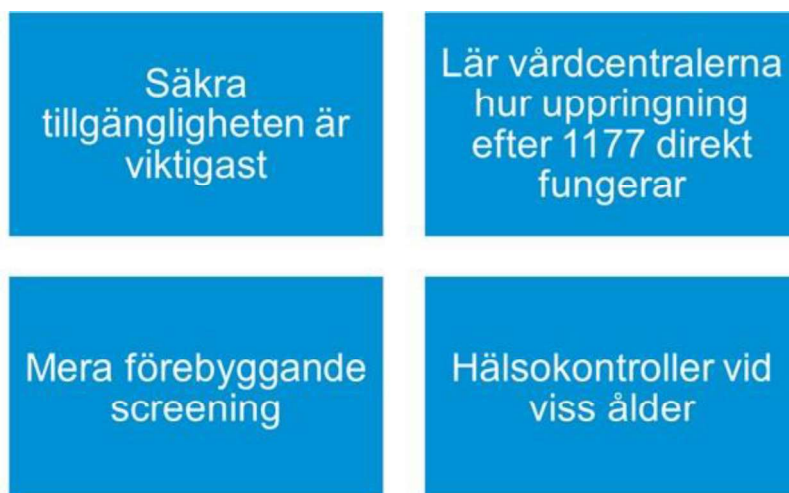 Säkra
tillgängligheten är
viktigast
Lär vårdcentralerna
hur uppringning
efter 1177 direkt
fungerar
Mera förebyggande
screening
Hälsokontroller vid
viss ålder